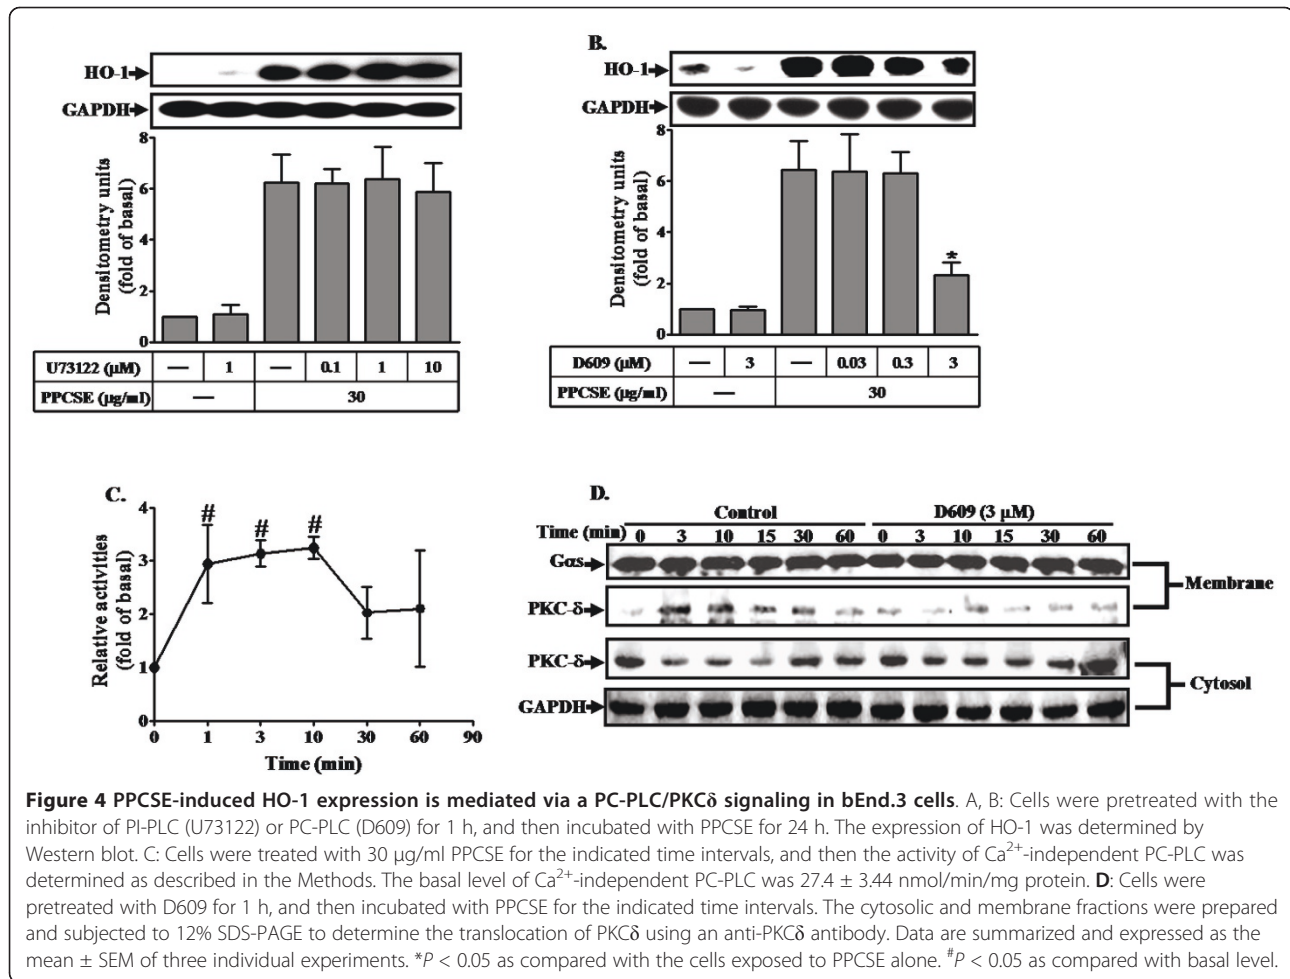 HO-1
GAPDH
8
6
4
2
0
Densitometry units
(fold of basal)
U73122 (μM) — 1 — 0.1 1 10
PPCSE (μg/ml) — 30
B.
HO-1
GAPDH
8
6
4
2
0
Densitometry units
(fold of basal)
*
D609 (μM) — 3 — 0.03 0.3 3
PPCSE (μg/ml) — 30
C.
4
3
2
1
0
Relative activities
(fold of basal)
# # #
0 1 3 10 30 60 90
Time (min)
D.
Control D609 (3 μM)
Time (min) 0 3 10 15 30 60 0 3 10 15 30 60
Gαs
PKC-δ
Membrane
PKC-δ
GAPDH
Cytosol
Figure 4 PPCSE-induced HO-1 expression is mediated via a PC-PLC/PKCδ signaling in bEnd.3 cells. A, B: Cells were pretreated with the
inhibitor of PI-PLC (U73122) or PC-PLC (D609) for 1 h, and then incubated with PPCSE for 24 h. The expression of HO-1 was determined by
Western blot. C: Cells were treated with 30 μg/ml PPCSE for the indicated time intervals, and then the activity of Ca²⁺-independent PC-PLC was
determined as described in the Methods. The basal level of Ca²⁺-independent PC-PLC was 27.4 ± 3.44 nmol/min/mg protein. D: Cells were
pretreated with D609 for 1 h, and then incubated with PPCSE for the indicated time intervals. The cytosolic and membrane fractions were prepared
and subjected to 12% SDS-PAGE to determine the translocation of PKCδ using an anti-PKCδ antibody. Data are summarized and expressed as the
mean ± SEM of three individual experiments. *P < 0.05 as compared with the cells exposed to PPCSE alone. #P < 0.05 as compared with basal level.